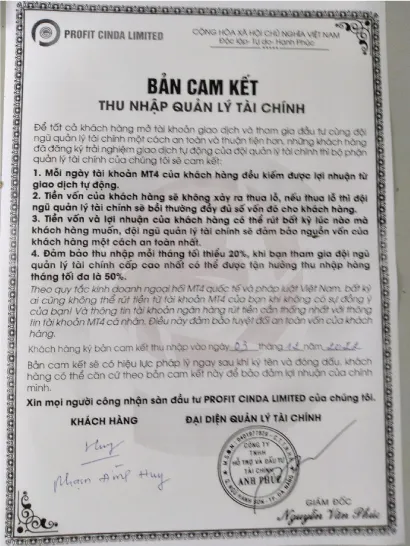 PROFIT CINDA LIMITED
CỘNG HÒA XÃ HỘI CHỦ NGHĨA VIỆT NAM
Độc lập- Tự do- Hạnh Phúc
BẢN CAM KẾT
THU NHẬP QUẢN LÝ TÀI CHÍNH
Để tất cả khách hàng mở tài khoản giao dịch và tham gia đầu tư cùng đội
ngũ quản lý tài chính một cách an toàn và thuận tiện hơn, những khách hàng
đã đăng ký trải nghiệm giao dịch tự động của đội quản lý tài chính thì bộ phận
quản lý tài chính của chúng tôi sẽ cam kết:
1. Mỗi ngày tài khoản MT4 của khách hàng đều kiếm được lợi nhuận từ
giao dịch tự động.
2. Tiền vốn của khách hàng sẽ không xảy ra thua lỗ, nếu thua lỗ thì đội
ngũ quản lý tài chính sẽ bồi thường đầy đủ số vốn đó cho khách hàng.
3. Tiền vốn và lợi nhuận của khách hàng có thể rút bất kỳ lúc nào mà
khách hàng muốn, đội ngũ quản lý tài chính sẽ đảm bảo nguồn vốn của
khách hàng một cách an toàn nhất.
4. Đảm bảo thu nhập mỗi tháng tối thiểu 20%, khi bạn tham gia đội ngũ
quản lý tài chính cấp cao nhất có thể được tận hưởng thu nhập hàng
tháng tối đa là 50%.
Theo quy tắc kinh doanh ngoại hối MT4 quốc tế và pháp luật Việt Nam, bất kỳ
ai cũng không thể rút tiền từ tài khoản MT4 của bạn khi không có sự đồng ý
của bạn! Và thông tin tài khoản ngân hàng rút tiền cần thống nhất với thông
tin tài khoản MT4 cá nhân. Điều này đảm bảo tuyệt đối an toàn vốn của khách
hàng.
Khách hàng ký bản cam kết thu nhập vào ngày 03 tháng 12
Bản cam kết sẽ có hiệu lực pháp lý ngay sau khi ký tên và đóng dấu, khách
hàng có thể căn cứ theo bản cam kết này để bảo đảm lợi nhuận của chính
mình.
Xin mọi người công nhận sàn đầu tư PROFIT CINDA LIMITED của chúng tôi.
KHÁCH HÀNG
ĐẠI DIỆN QUẢN LÝ TÀI CHÍNH
Huy
Huy
CÔNG TY
TNHH
HỖ TRỢ VÀ ĐẦU TƯ
TÀI CHÍNH
ANH PHÚC
GIÁM ĐỐC
Nguyễn Văn Phúc